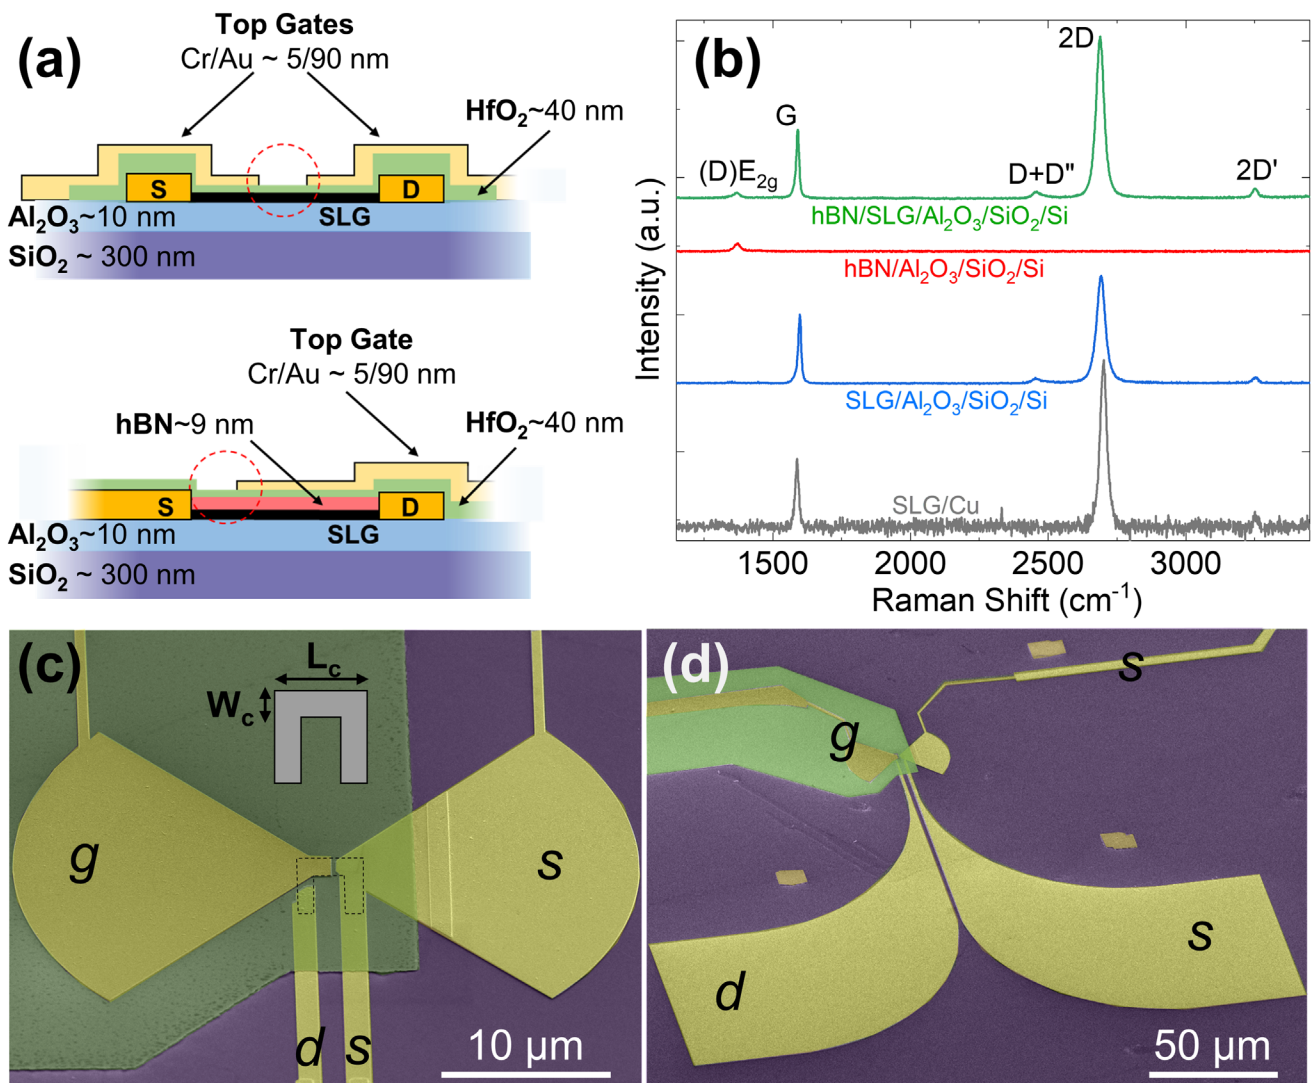 (a)
Top Gates
Cr/Au ~ 5/90 nm
HfO₂~40 nm
S
D
Al₂O₃~10 nm
SLG
SiO₂ ~ 300 nm
Top Gate
Cr/Au ~ 5/90 nm
hBN~9 nm
HfO₂~40 nm
S
D
Al₂O₃~10 nm
SLG
SiO₂ ~ 300 nm
(b)
2D
G
(D)E₂g
D+D"
2D'
hBN/SLG/Al₂O₃/SiO₂/Si
hBN/Al₂O₃/SiO₂/Si
SLG/Al₂O₃/SiO₂/Si
SLG/Cu
Intensity (a.u.)
1500 2000 2500 3000
Raman Shift (cm⁻¹)
(c)
Lc
Wc
g
s
d
s
10 μm
(d)
s
g
s
d
50 μm